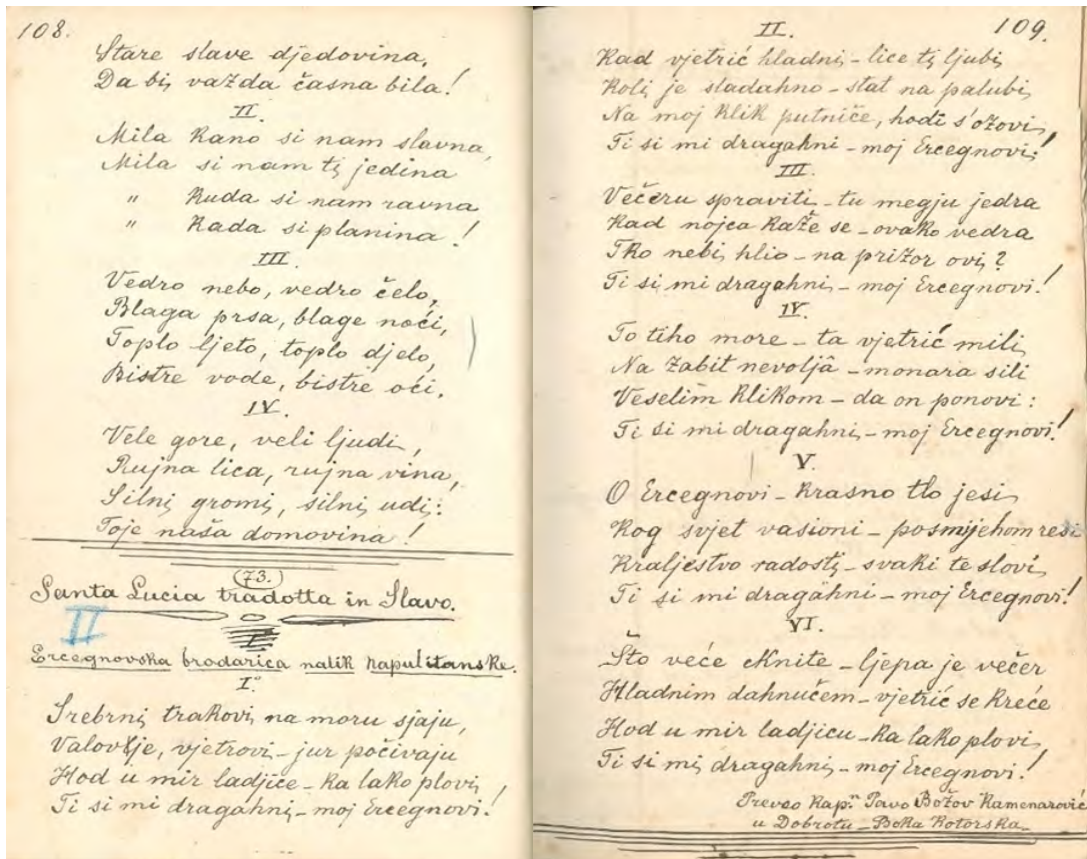 108.
Stare slave djedovina,
Da bi vazda časna bila!
II.
Mila kano si nam slavna,
Mila si nam ti jedina
" Kuda si nam ravna
" Kada si planina!
III.
Vedro nebo, vedro čelo,
Blaga prsa, blage noći,
Toplo ljeto, toplo djelo,
Bistre vode, bistre oći,
IV.
Vele gore, veli ljudi,
Rujna lica, rujna vina,
Silni gromi, silni udi:
Toje naša domovina!
(73.)
Santa Lucia tradotta in Slavo.
II
Ercegnovska brodarica nalik napulitanske.
I.
Srebrni trakovi na moru sjaju,
Valovlje, vjetrovi - jur počivaju
Hod u mir ladjice - ka lako plovi
Ti si mi dragahni - moj Ercegnovi!
109.
II.
Kad vjetrić hladni - lice ti ljubi
Koli je sladahno - stat na palubi
Na moj klik putniče, hodi s'ozovi
Ti si mi dragahni - moj Ercegnovi!
III.
Večeru spraviti - tu megju jedra
Kad nojca kaže se - ovako vedra
Tko nebi hlio - na prizor ovi?
Ti si mi dragahni - moj Ercegnovi!
IV.
To tiho more - ta vjetrić mili
Na zabit nevoljâ - monara sili
Veselim klikom - da on ponovi:
Ti si mi dragahni - moj Ercegnovi!
V.
O Ercegnovi - krasno tlo jesi
Kog svjet vasioni - posmjehom resi
Kraljestvo radosti - svaki te slovi
Ti si mi dragahni - moj Ercegnovi!
VI.
Što veće cknite - ljepa je večer
Hladnim dahnućem - vjetrić se kreće
Hod u mir ladjicu - ka lako plovi
Ti si mi dragahni - moj Ercegnovi!
Preveo Kap.n Pavo Božov Kamenarović
u Dobrotu - Boka Kotorska